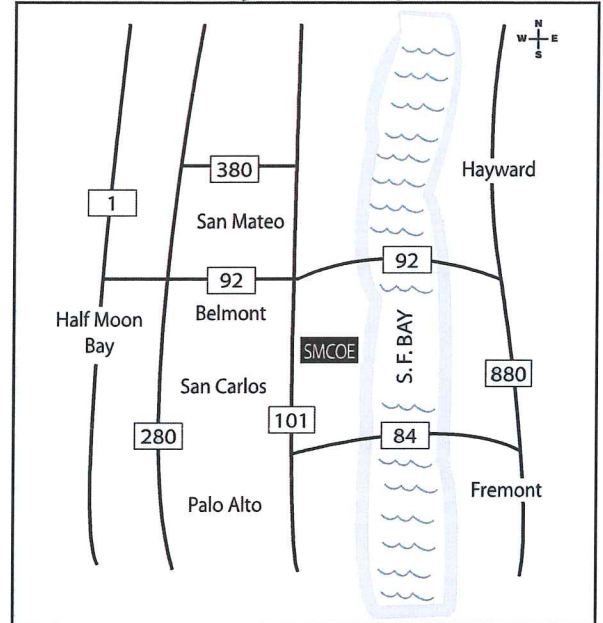 N
W E
S
380
Hayward
1
San Mateo
92
92
Belmont
Half Moon
Bay
SMCOE
S. F. BAY
880
San Carlos
101
280
84
Fremont
Palo Alto